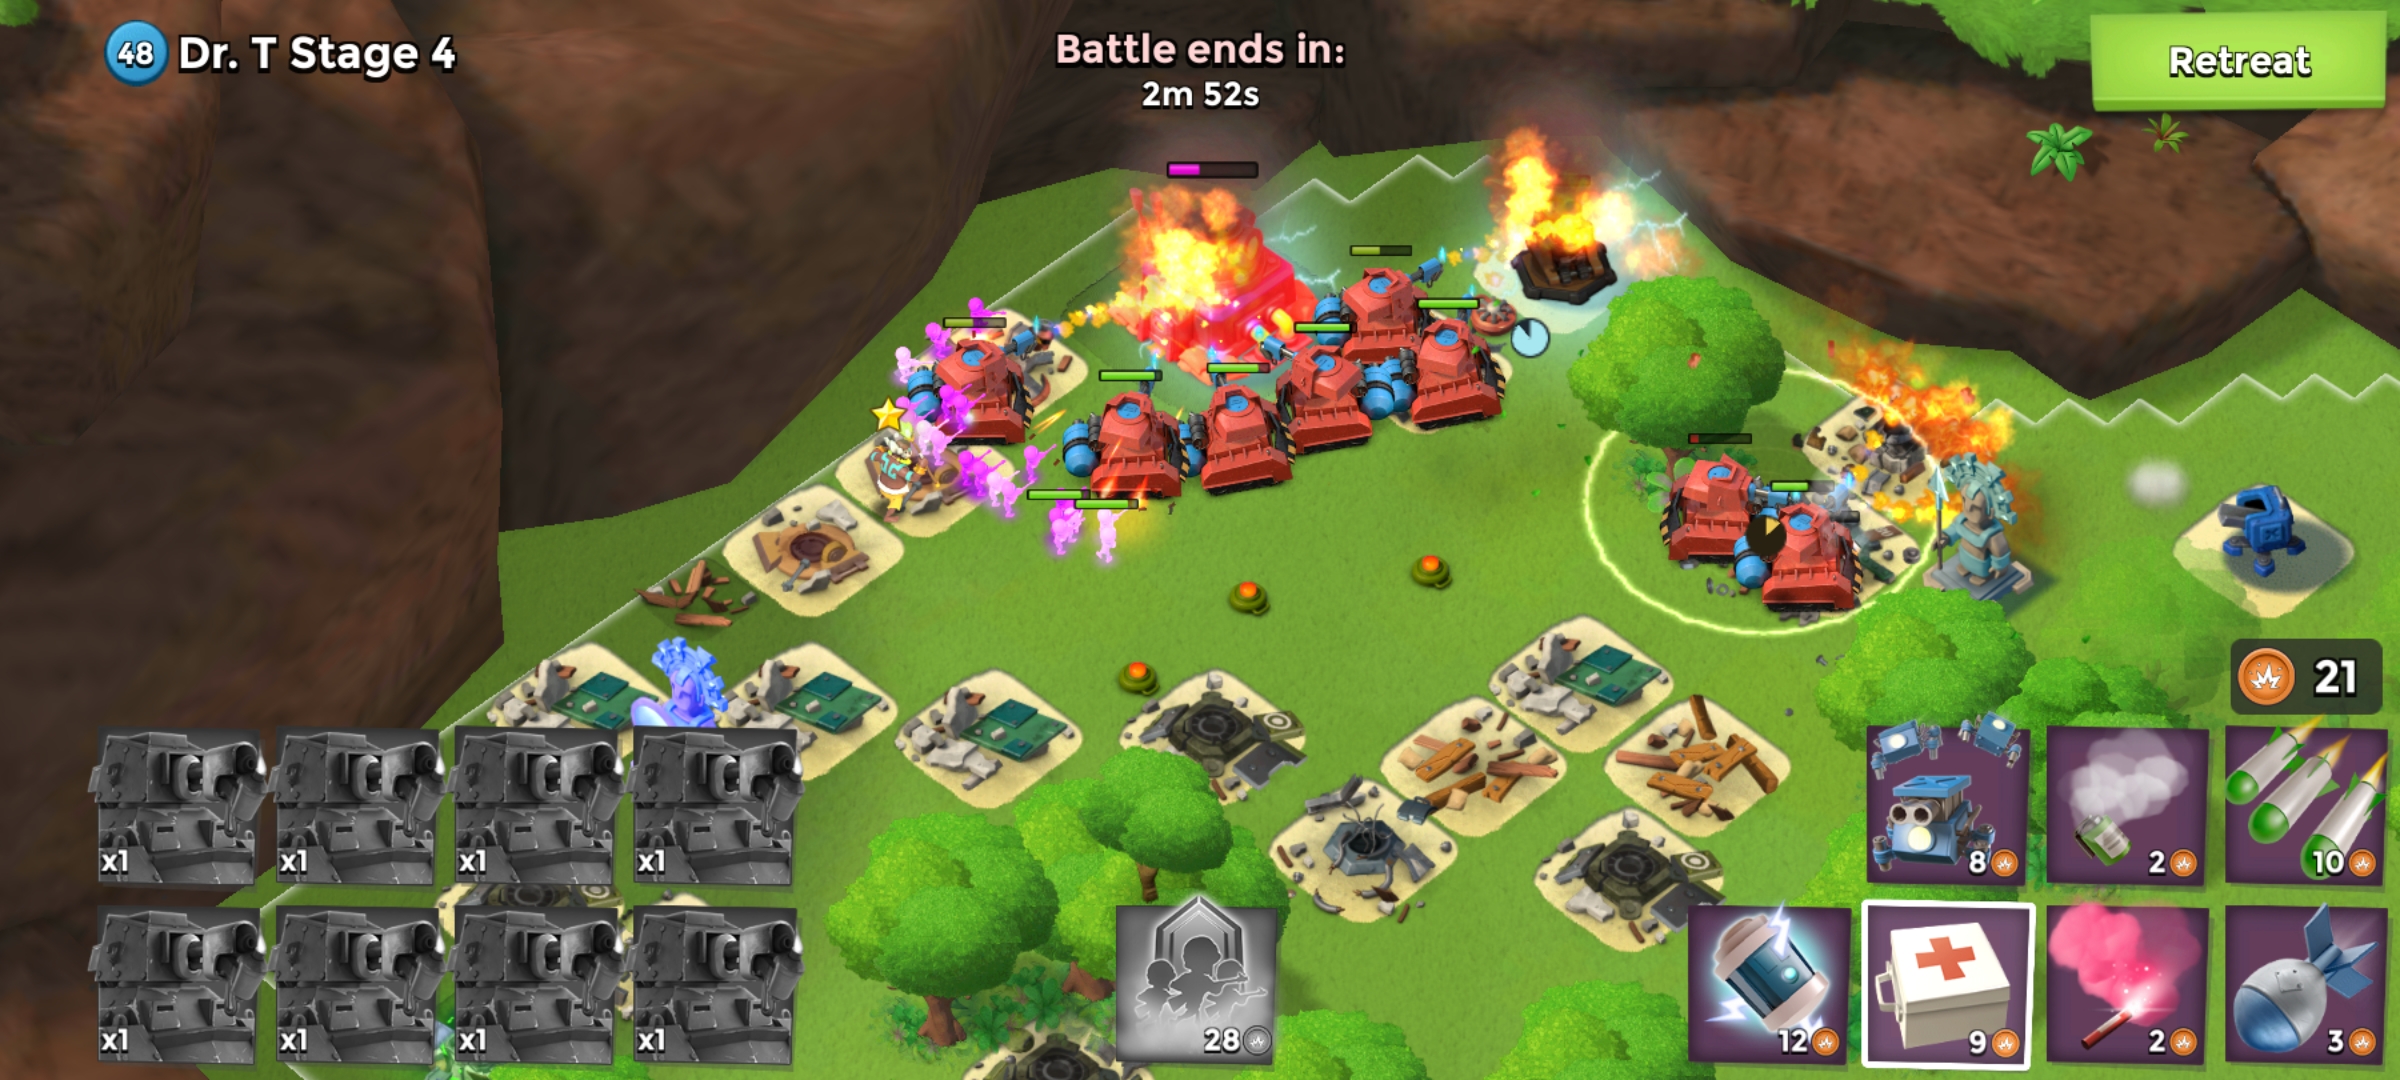 48 Dr. T Stage 4
Battle ends in:
2m 52s
Retreat
21
x1 x1 x1 x1
8 2 10
x1 x1 x1 x1
28
12 9 2 3